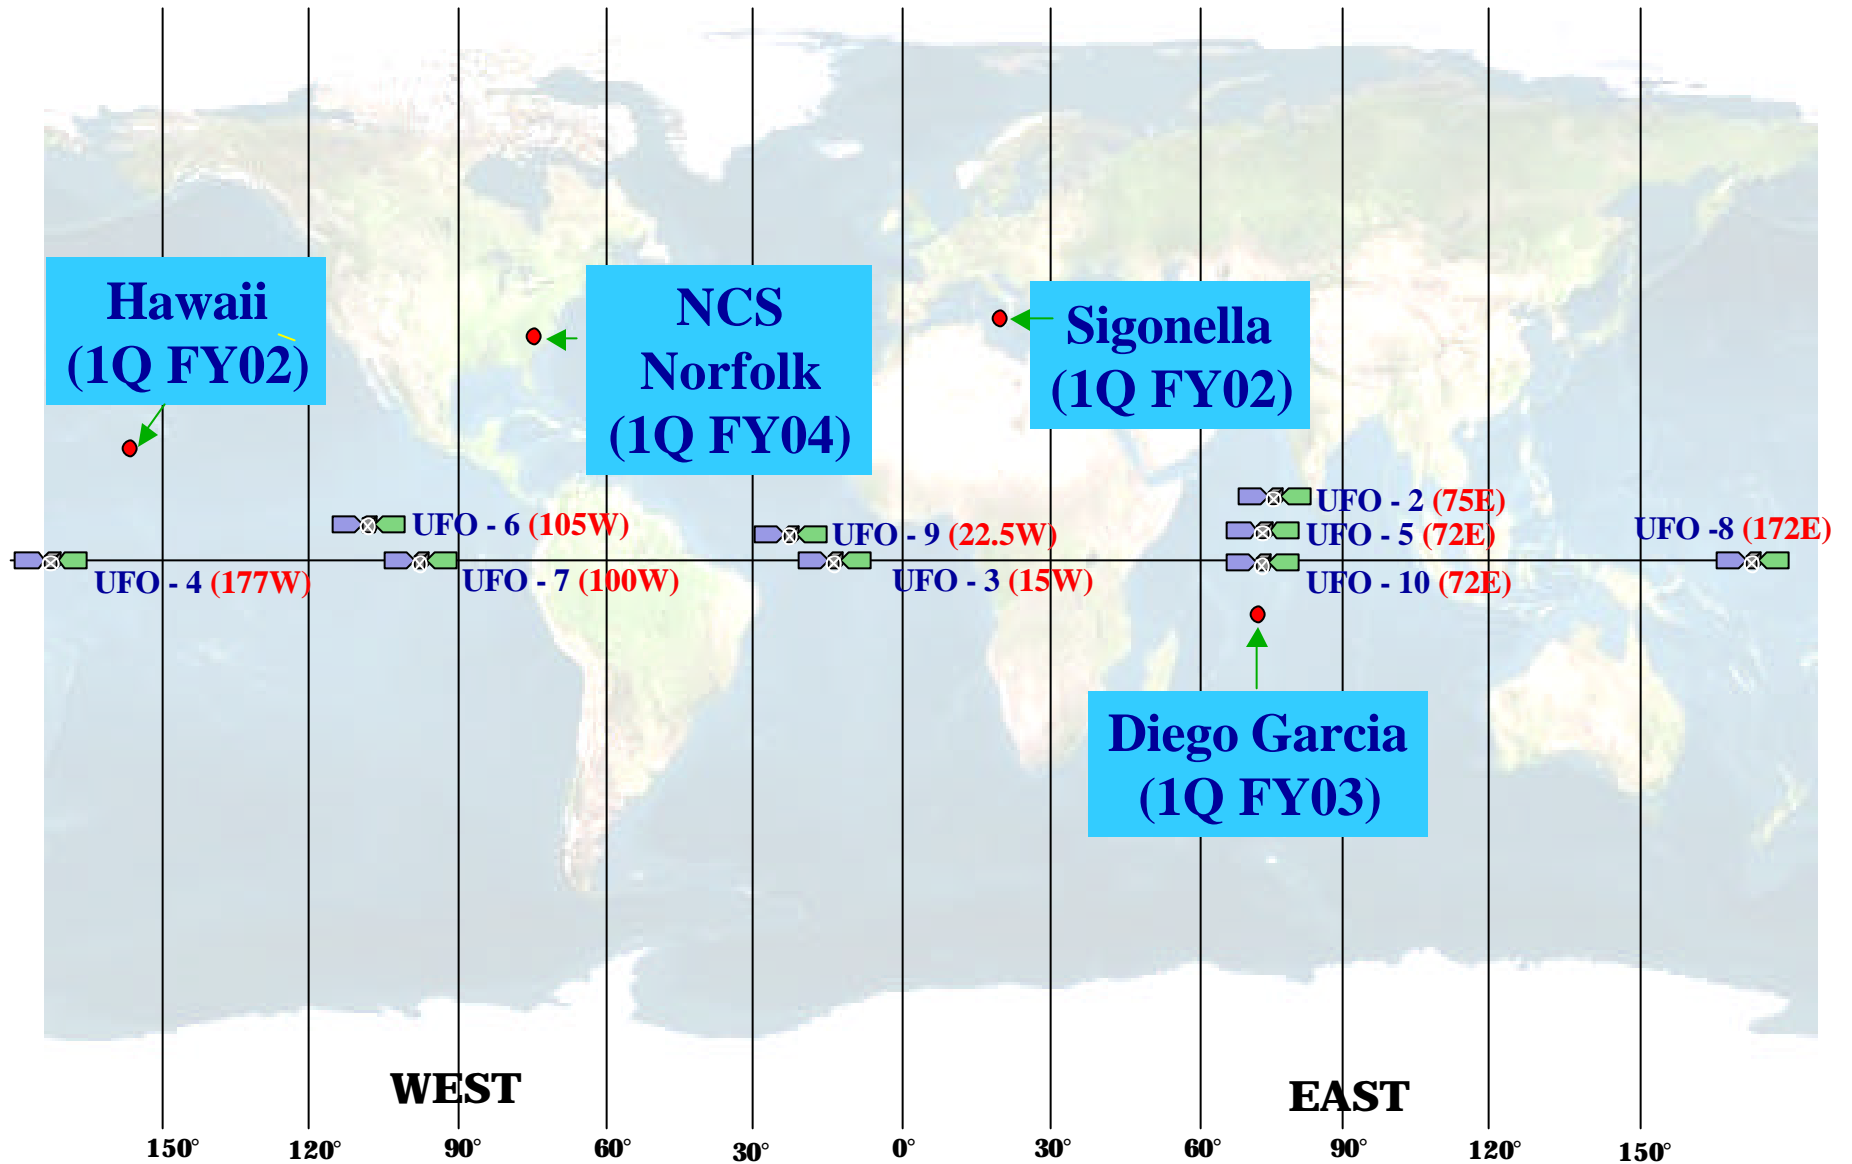 Hawaii
(1Q FY02)
NCS
Norfolk
(1Q FY04)
Sigonella
(1Q FY02)
UFO - 2 (75E)
UFO - 6 (105W)
UFO - 9 (22.5W)
UFO - 5 (72E)
UFO -8 (172E)
UFO - 4 (177W)
UFO - 7 (100W)
UFO - 3 (15W)
UFO - 10 (72E)
Diego Garcia
(1Q FY03)
WEST
EAST
150° 120° 90° 60° 30° 0° 30° 60° 90° 120° 150°